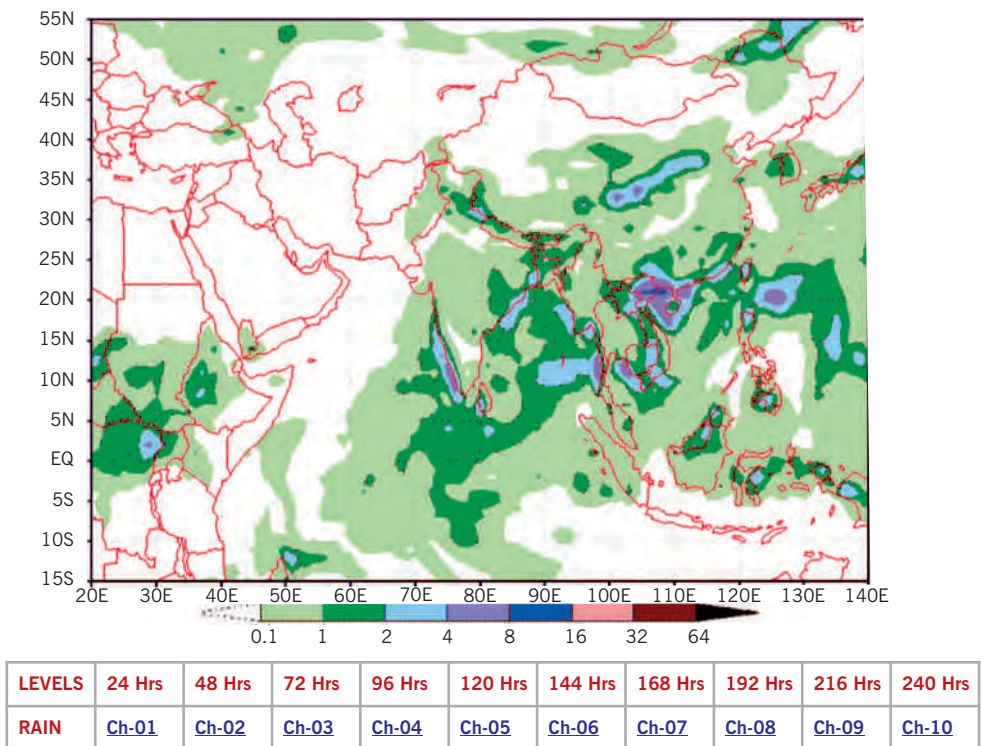 55N
50N
45N
40N
35N
30N
25N
20N
15N
10N
5N
EQ
5S
10S
15S
20E 30E 40E 50E 60E 70E 80E 90E 100E 110E 120E 130E 140E
0.1 1 2 4 8 16 32 64
LEVELS 24 Hrs 48 Hrs 72 Hrs 96 Hrs 120 Hrs 144 Hrs 168 Hrs 192 Hrs 216 Hrs 240 Hrs
RAIN Ch-01 Ch-02 Ch-03 Ch-04 Ch-05 Ch-06 Ch-07 Ch-08 Ch-09 Ch-10